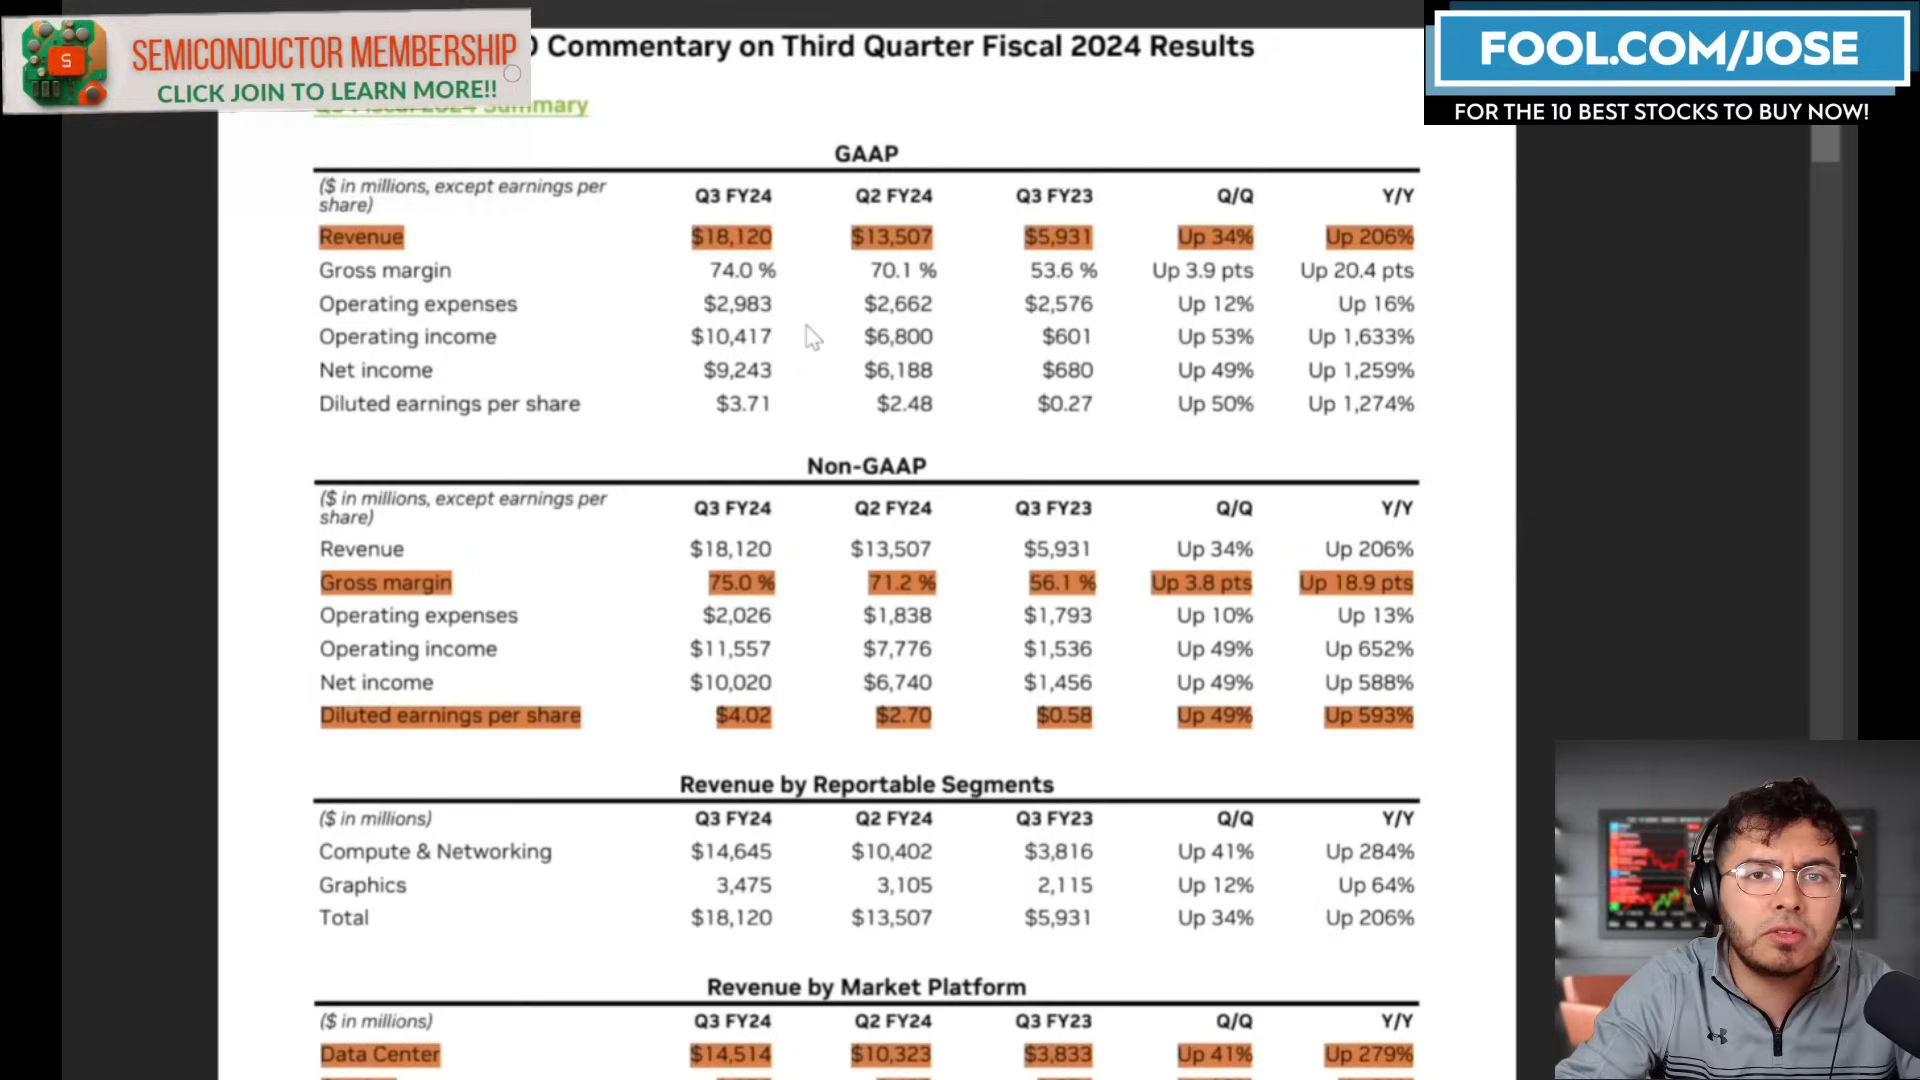 SEMICONDUCTOR MEMBERSHIP
CLICK JOIN TO LEARN MORE!!
Commentary on Third Quarter Fiscal 2024 Results
FOOL.COM/JOSE
FOR THE 10 BEST STOCKS TO BUY NOW!
Q3 Fiscal 2024 Summary
GAAP
($ in millions, except earnings per share) Q3 FY24 Q2 FY24 Q3 FY23 Q/Q Y/Y
Revenue $18,120 $13,507 $5,931 Up 34% Up 206%
Gross margin 74.0 % 70.1 % 53.6 % Up 3.9 pts Up 20.4 pts
Operating expenses $2,983 $2,662 $2,576 Up 12% Up 16%
Operating income $10,417 $6,800 $601 Up 53% Up 1,633%
Net income $9,243 $6,188 $680 Up 49% Up 1,259%
Diluted earnings per share $3.71 $2.48 $0.27 Up 50% Up 1,274%
Non-GAAP
($ in millions, except earnings per share) Q3 FY24 Q2 FY24 Q3 FY23 Q/Q Y/Y
Revenue $18,120 $13,507 $5,931 Up 34% Up 206%
Gross margin 75.0 % 71.2 % 56.1 % Up 3.8 pts Up 18.9 pts
Operating expenses $2,026 $1,838 $1,793 Up 10% Up 13%
Operating income $11,557 $7,776 $1,536 Up 49% Up 652%
Net income $10,020 $6,740 $1,456 Up 49% Up 588%
Diluted earnings per share $4.02 $2.70 $0.58 Up 49% Up 593%
Revenue by Reportable Segments
($ in millions) Q3 FY24 Q2 FY24 Q3 FY23 Q/Q Y/Y
Compute & Networking $14,645 $10,402 $3,816 Up 41% Up 284%
Graphics 3,475 3,105 2,115 Up 12% Up 64%
Total $18,120 $13,507 $5,931 Up 34% Up 206%
Revenue by Market Platform
($ in millions) Q3 FY24 Q2 FY24 Q3 FY23 Q/Q Y/Y
Data Center $14,514 $10,323 $3,833 Up 41% Up 279%